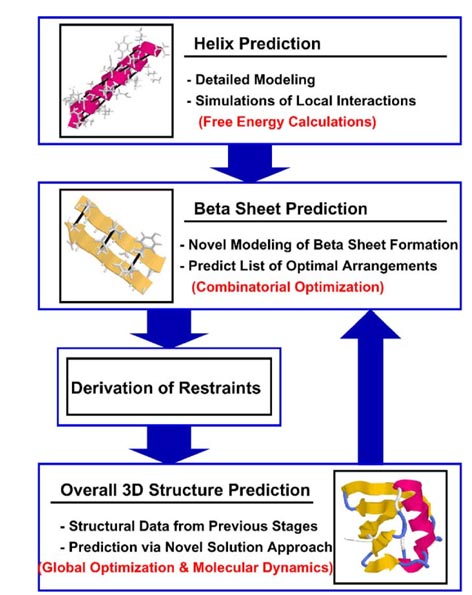 Helix Prediction
- Detailed Modeling
- Simulations of Local Interactions
(Free Energy Calculations)
Beta Sheet Prediction
- Novel Modeling of Beta Sheet Formation
- Predict List of Optimal Arrangements
(Combinatorial Optimization)
Derivation of Restraints
Overall 3D Structure Prediction
- Structural Data from Previous Stages
- Prediction via Novel Solution Approach
(Global Optimization & Molecular Dynamics)